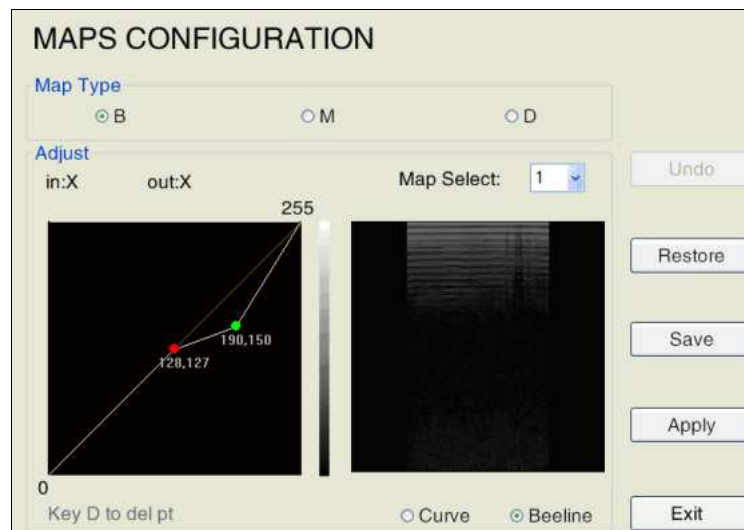 MAPS CONFIGURATION
Map Type
B M D
Adjust
in:X out:X Map Select: 1
255
190,150
128,127
0
Key D to del pt Curve Beeline
Undo
Restore
Save
Apply
Exit